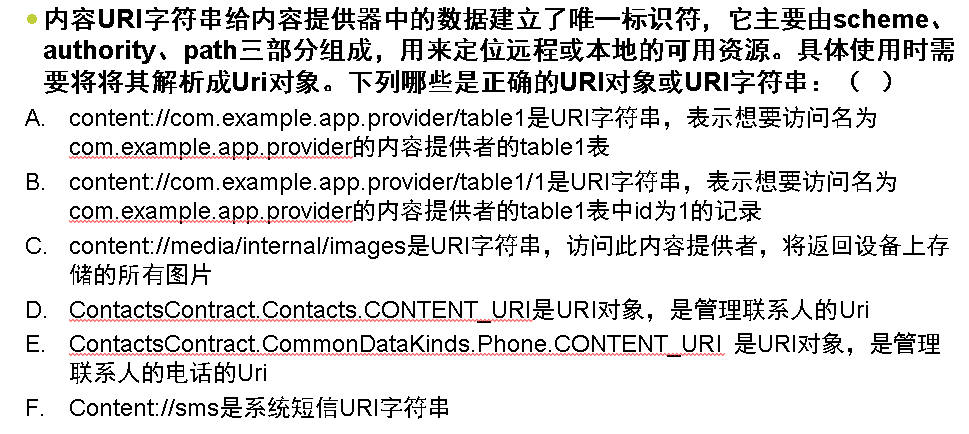 内容URI字符串给内容提供器中的数据建立了唯一标识符，它主要由scheme、
authority、path三部分组成，用来定位远程或本地的可用资源。具体使用时需
要将将其解析成Uri对象。下列哪些是正确的URI对象或URI字符串：（ ）
A. content://com.example.app.provider/table1是URI字符串，表示想要访问名为
com.example.app.provider的内容提供者的table1表
B. content://com.example.app.provider/table1/1是URI字符串，表示想要访问名为
com.example.app.provider的内容提供者的table1表中id为1的记录
C. content://media/internal/images是URI字符串，访问此内容提供者，将返回设备上存
储的所有图片
D. ContactsContract.Contacts.CONTENT_URI是URI对象，是管理联系人的Uri
E. ContactsContract.CommonDataKinds.Phone.CONTENT_URI 是URI对象，是管理
联系人的电话的Uri
F. Content://sms是系统短信URI字符串